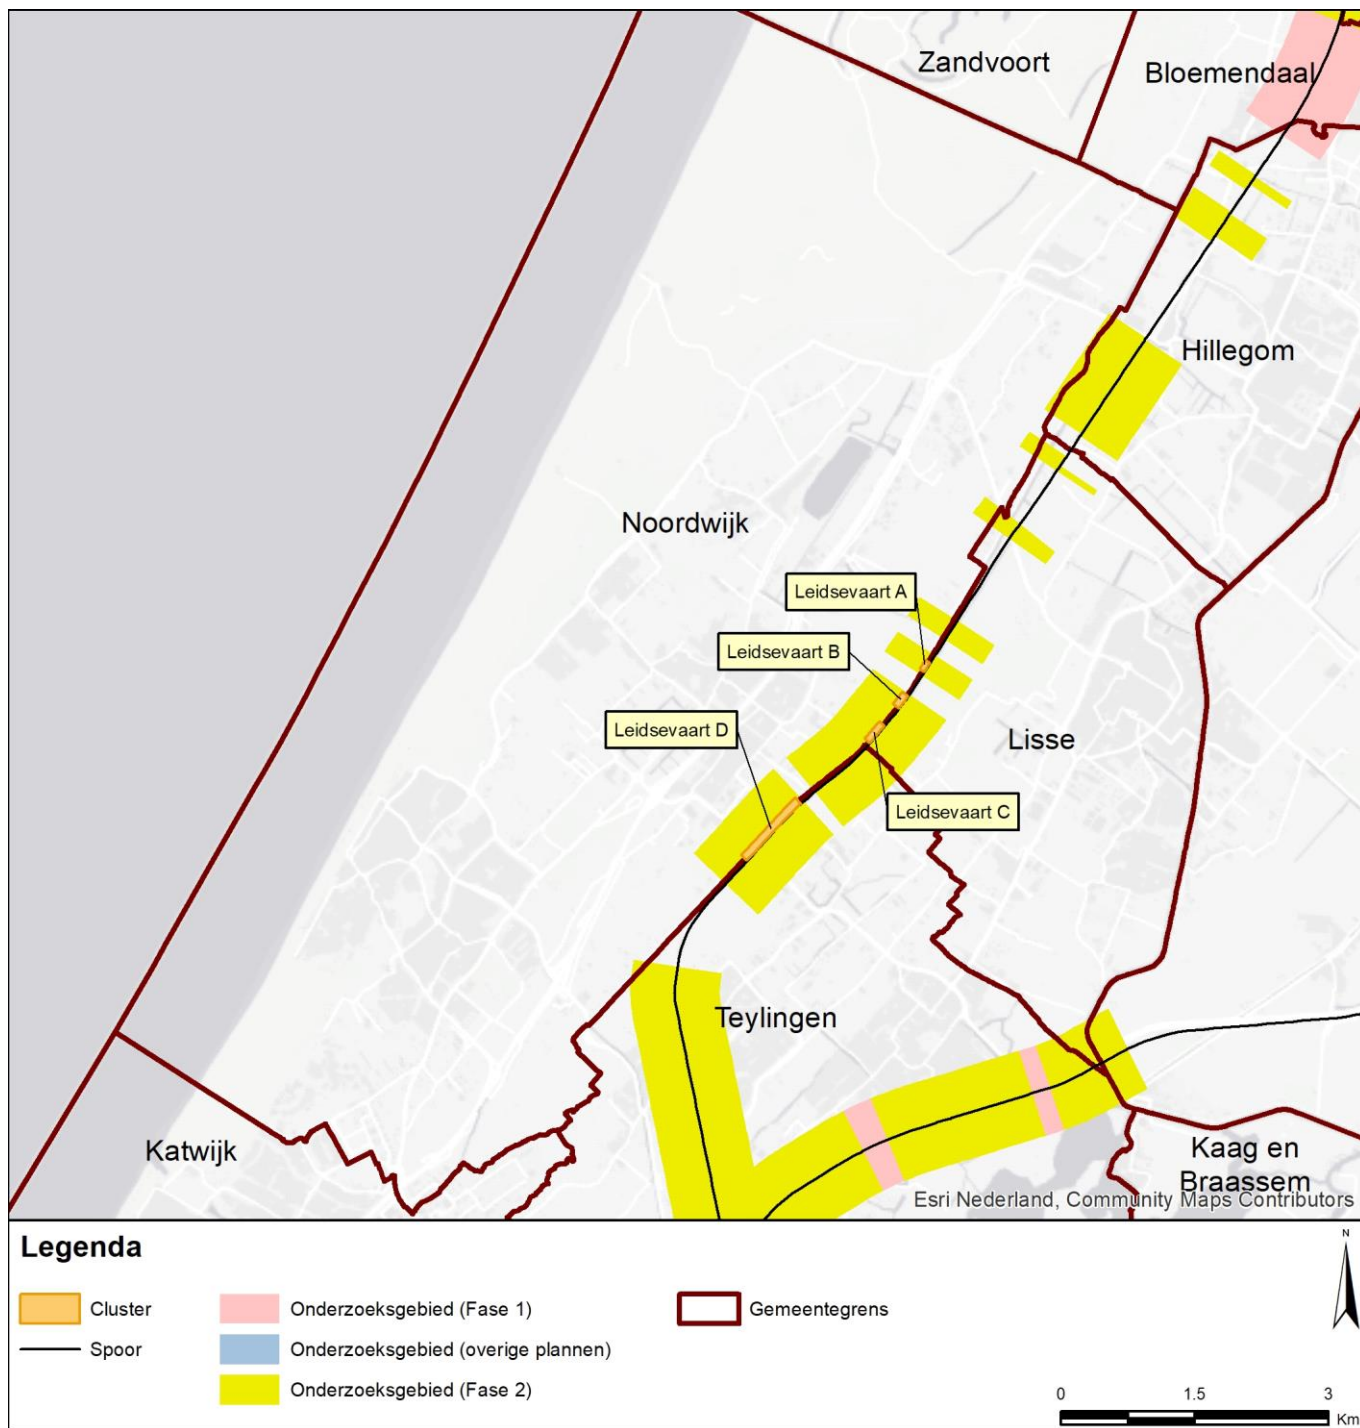 Zandvoort
Bloemendaal
Hillegom
Noordwijk
Leidsevaart A
Leidsevaart B
Leidsevaart D
Lisse
Leidsevaart C
Teylingen
Katwijk
Kaag en
Braassem
Esri Nederland, Community Maps Contributors
Legenda
N
Cluster
Onderzoeksgebied (Fase 1)
Gemeentegrens
Spoor
Onderzoeksgebied (overige plannen)
Onderzoeksgebied (Fase 2)
0 1.5 3
Km